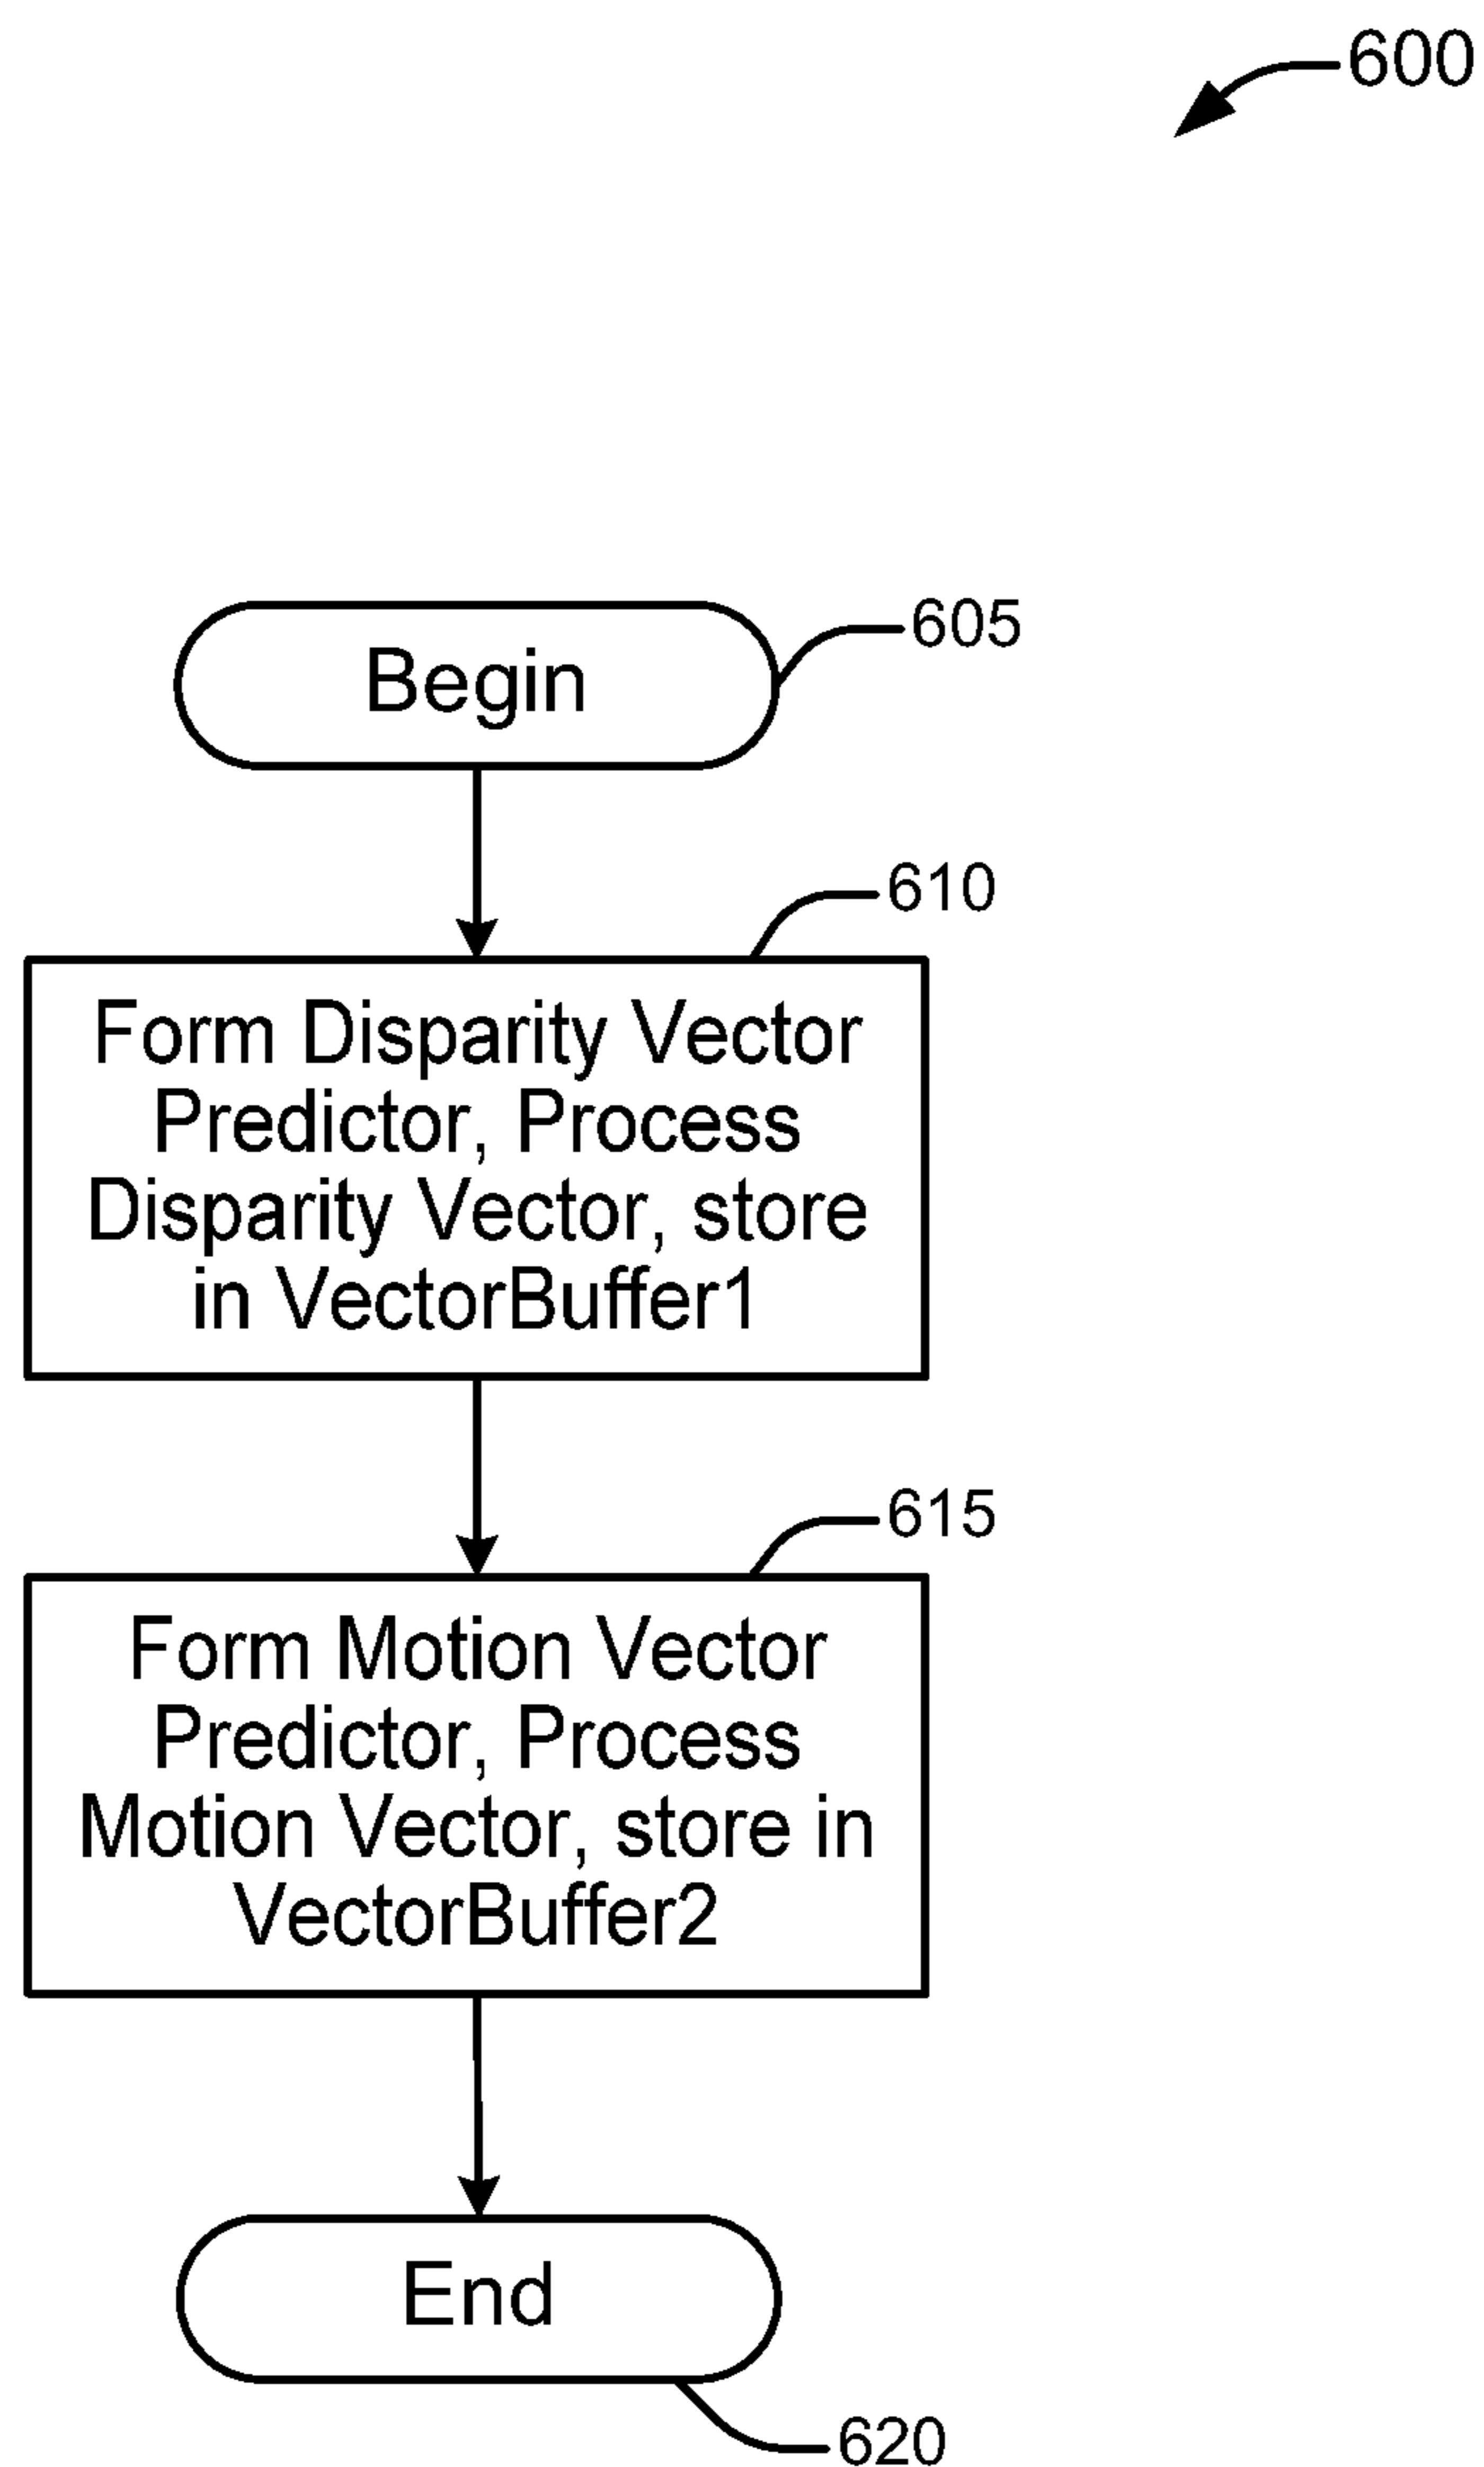 600
Begin
605
610
Form Disparity Vector
Predictor, Process
Disparity Vector, store
in VectorBuffer1
615
Form Motion Vector
Predictor, Process
Motion Vector, store in
VectorBuffer2
End
620